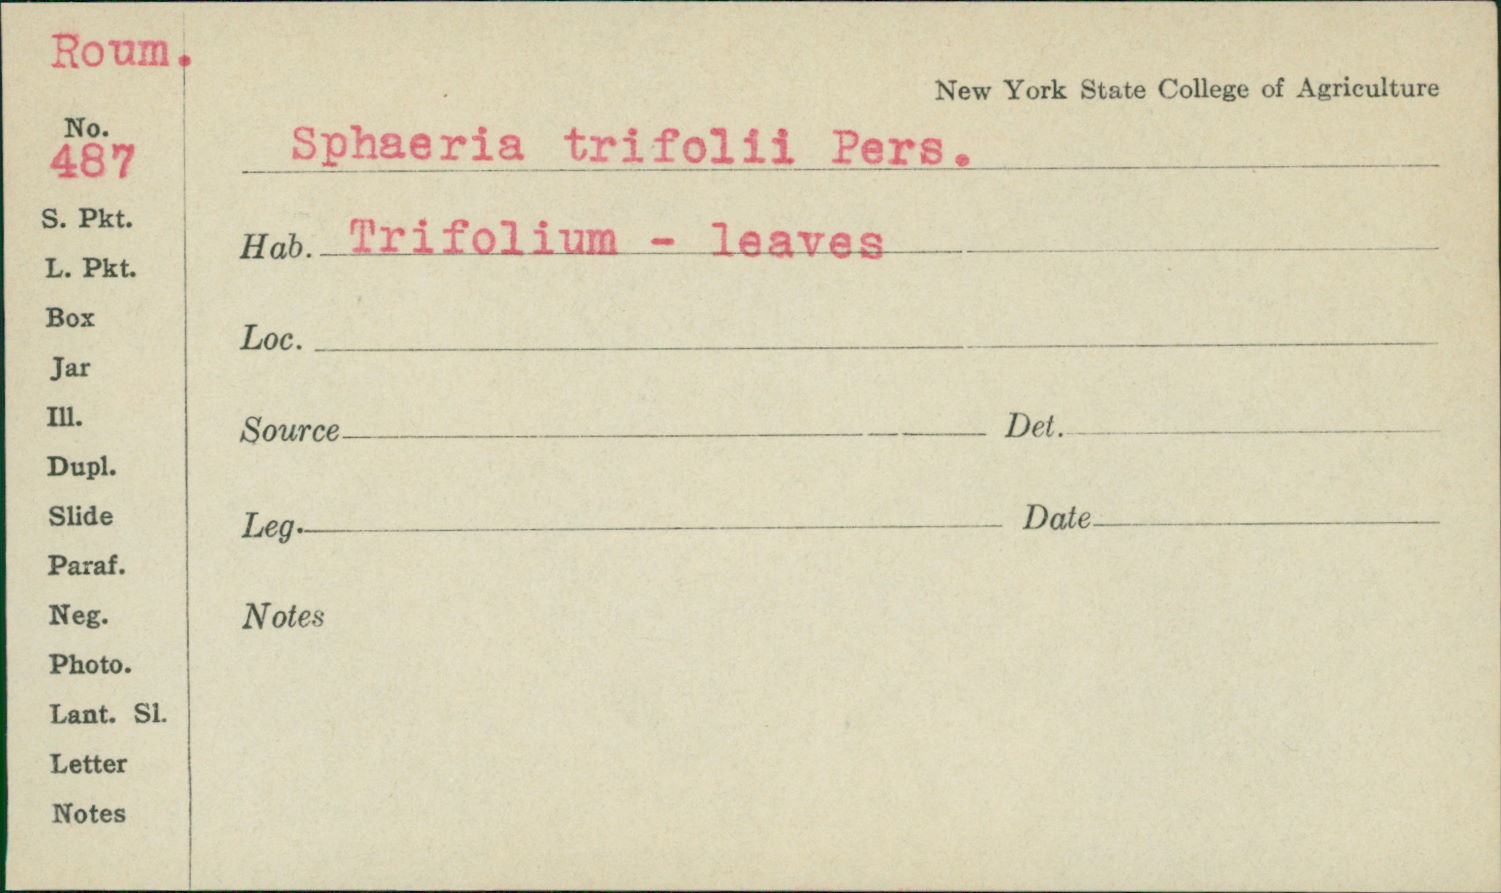 Roum.
New York State College of Agriculture
No.
487
Sphaeria trifolii Pers.
S. Pkt.
Hab. Trifolium - leaves
L. Pkt.
Box
Loc.
Jar
Ill.
Source Det.
Dupl.
Slide
Leg. Date
Paraf.
Neg.
Notes
Photo.
Lant. Sl.
Letter
Notes